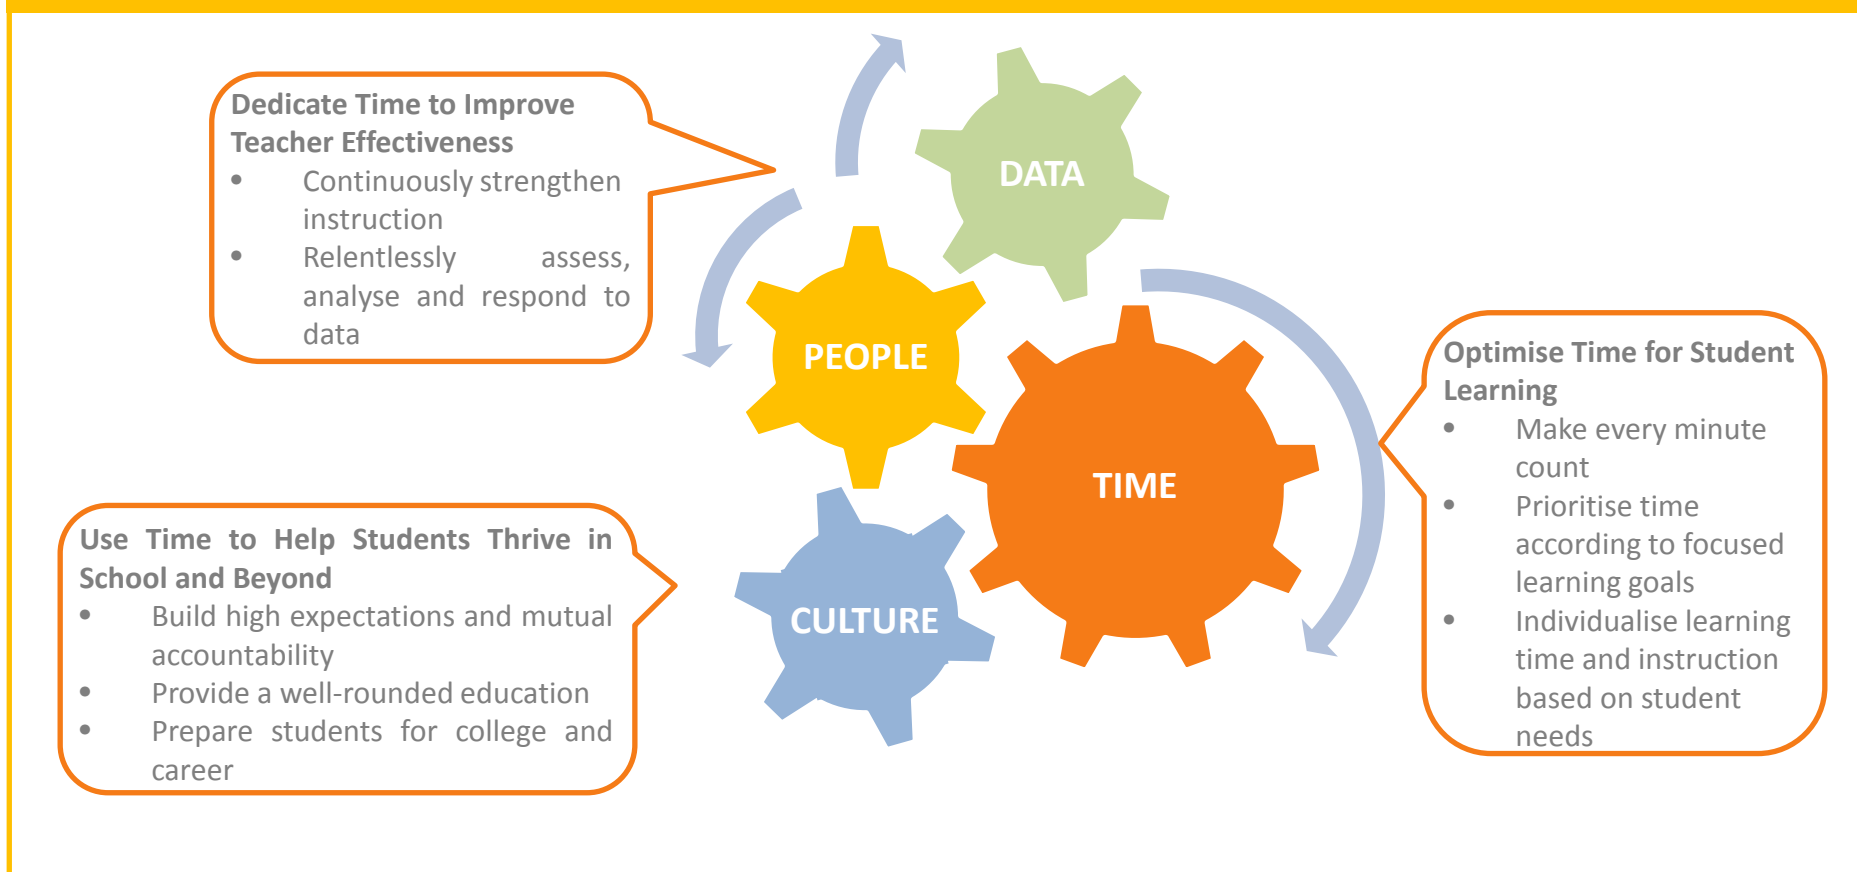 Dedicate Time to Improve
Teacher Effectiveness
• Continuously strengthen
instruction
• Relentlessly assess,
analyse and respond to
data
DATA
PEOPLE
TIME
CULTURE
Optimise Time for Student
Learning
• Make every minute
count
• Prioritise time
according to focused
learning goals
• Individualise learning
time and instruction
based on student
needs
Use Time to Help Students Thrive in
School and Beyond
• Build high expectations and mutual
accountability
• Provide a well-rounded education
• Prepare students for college and
career